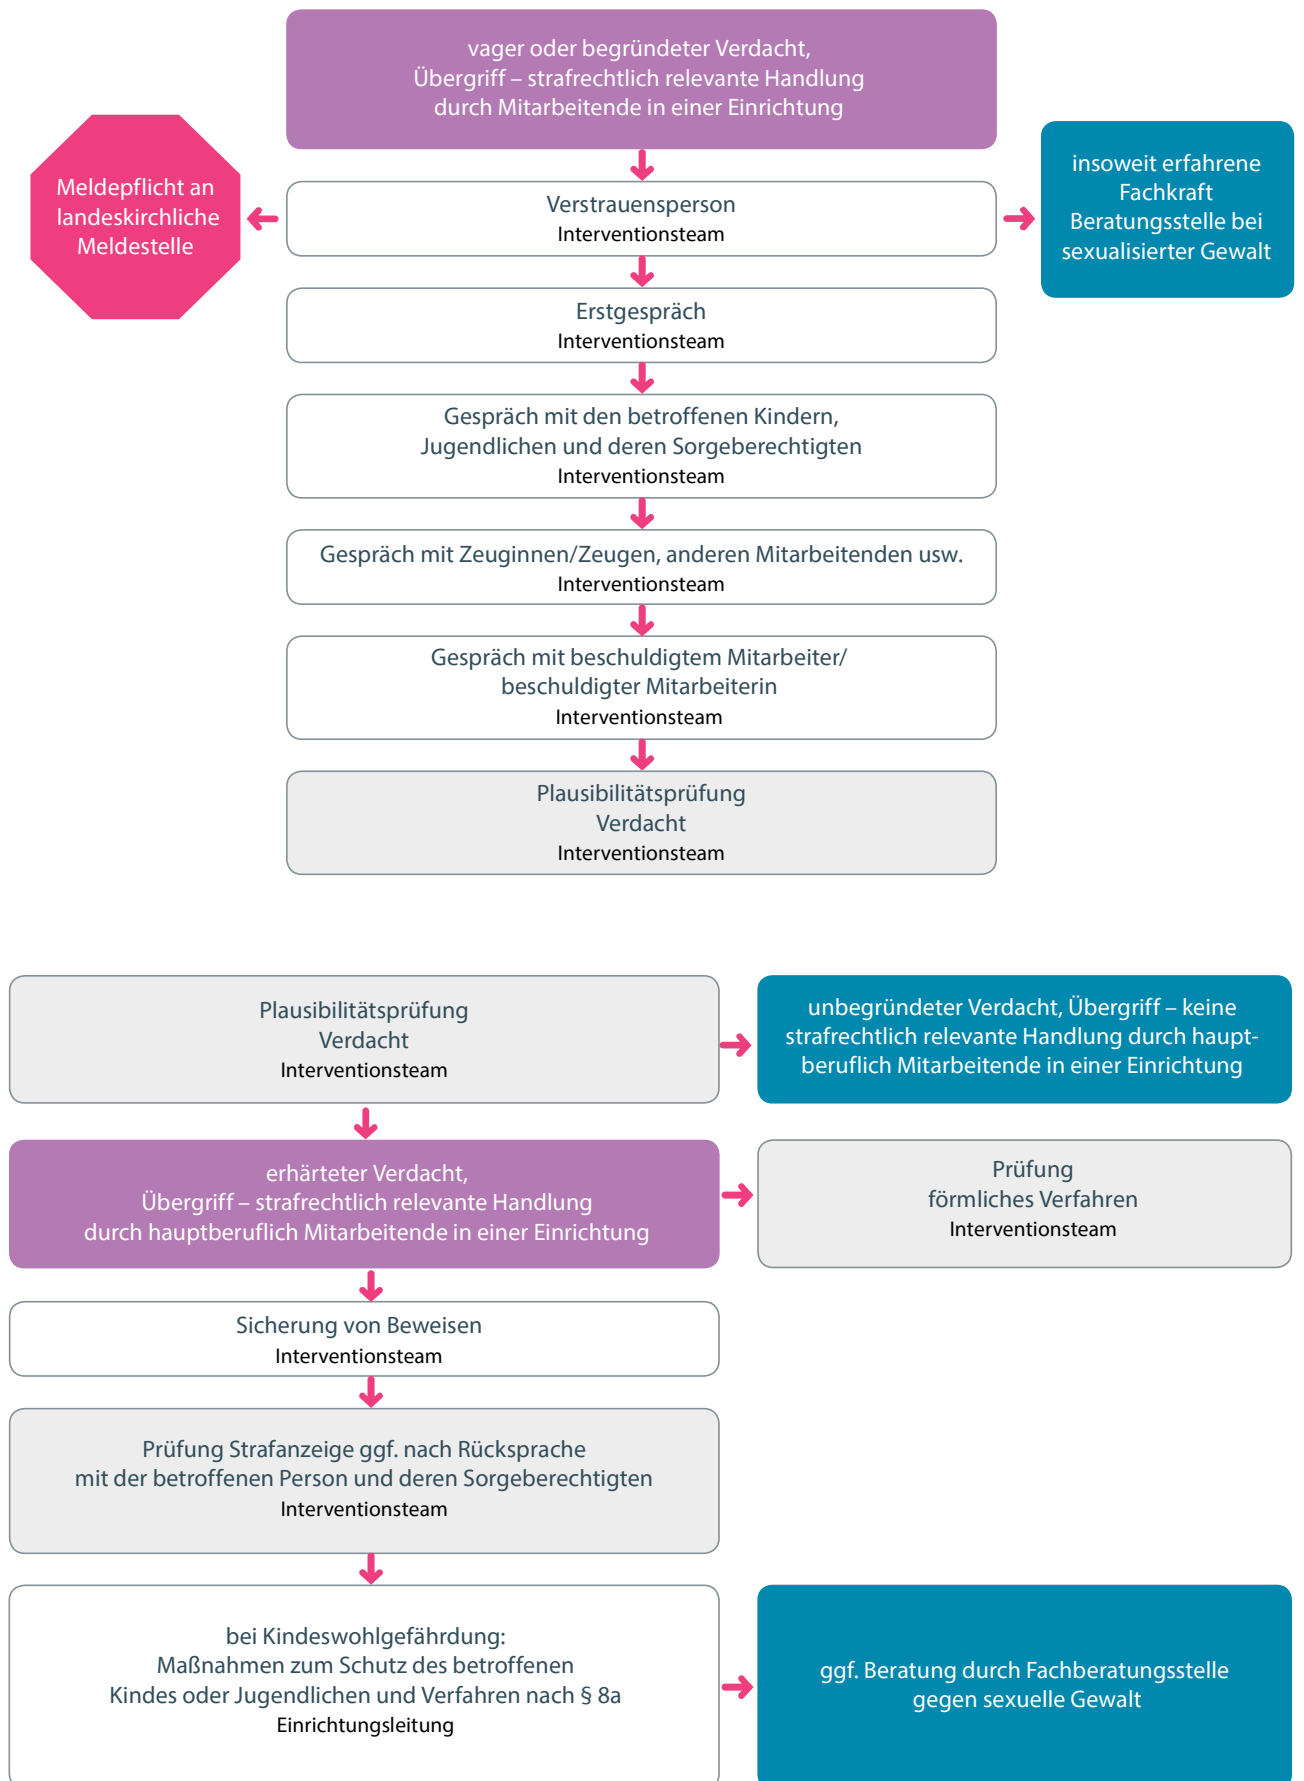 vager oder begründeter Verdacht,
Übergriff – strafrechtlich relevante Handlung
durch Mitarbeitende in einer Einrichtung
Meldepflicht an
landeskirchliche
Meldestelle
Verstrauensperson
Interventionsteam
insoweit erfahrene
Fachkraft
Beratungsstelle bei
sexualisierter Gewalt
Erstgespräch
Interventionsteam
Gespräch mit den betroffenen Kindern,
Jugendlichen und deren Sorgeberechtigten
Interventionsteam
Gespräch mit Zeuginnen/Zeugen, anderen Mitarbeitenden usw.
Interventionsteam
Gespräch mit beschuldigtem Mitarbeiter/
beschuldigter Mitarbeiterin
Interventionsteam
Plausibilitätsprüfung
Verdacht
Interventionsteam
Plausibilitätsprüfung
Verdacht
Interventionsteam
unbegründeter Verdacht, Übergriff – keine
strafrechtlich relevante Handlung durch haupt-
beruflich Mitarbeitende in einer Einrichtung
erhärteter Verdacht,
Übergriff – strafrechtlich relevante Handlung
durch hauptberuflich Mitarbeitende in einer Einrichtung
Prüfung
förmliches Verfahren
Interventionsteam
Sicherung von Beweisen
Interventionsteam
Prüfung Strafanzeige ggf. nach Rücksprache
mit der betroffenen Person und deren Sorgeberechtigten
Interventionsteam
bei Kindeswohlgefährdung:
Maßnahmen zum Schutz des betroffenen
Kindes oder Jugendlichen und Verfahren nach § 8a
Einrichtungsleitung
ggf. Beratung durch Fachberatungsstelle
gegen sexuelle Gewalt